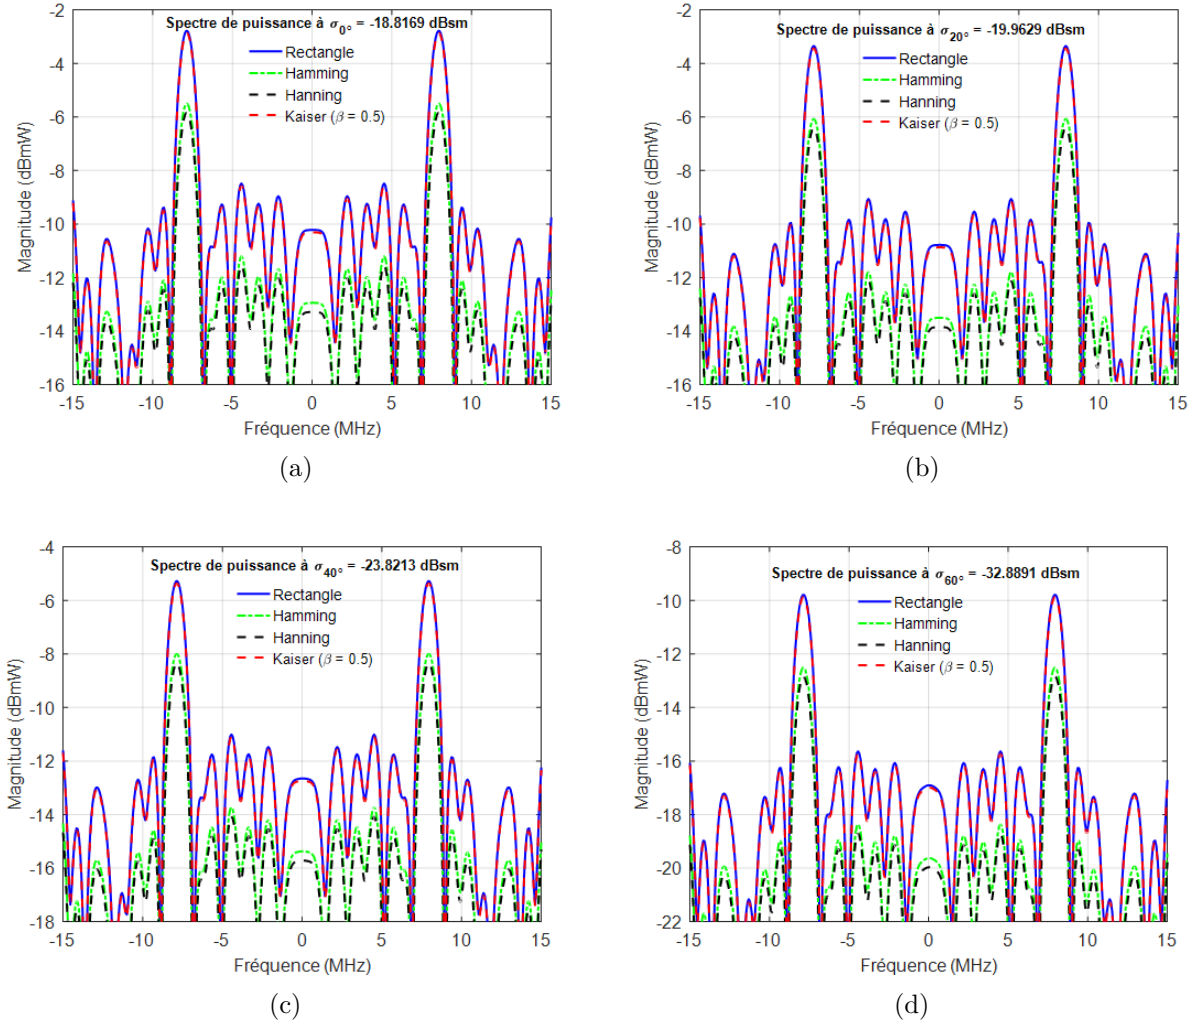 Spectre de puissance à σ0° = -18.8169 dBsm
Rectangle
Hamming
Hanning
Kaiser (β = 0.5)
Magnitude (dBmW)
-2
-4
-6
-8
-10
-12
-14
-16
-15
-10
-5
0
5
10
15
Fréquence (MHz)
(a)
Spectre de puissance à σ20° = -19.9629 dBsm
Rectangle
Hamming
Hanning
Kaiser (β = 0.5)
Magnitude (dBmW)
-2
-4
-6
-8
-10
-12
-14
-16
-15
-10
-5
0
5
10
15
Fréquence (MHz)
(b)
Spectre de puissance à σ40° = -23.8213 dBsm
Rectangle
Hamming
Hanning
Kaiser (β = 0.5)
Magnitude (dBmW)
-4
-6
-8
-10
-12
-14
-16
-18
-15
-10
-5
0
5
10
15
Fréquence (MHz)
(c)
Spectre de puissance à σ60° = -32.8891 dBsm
Rectangle
Hamming
Hanning
Kaiser (β = 0.5)
Magnitude (dBmW)
-8
-10
-12
-14
-16
-18
-20
-22
-15
-10
-5
0
5
10
15
Fréquence (MHz)
(d)